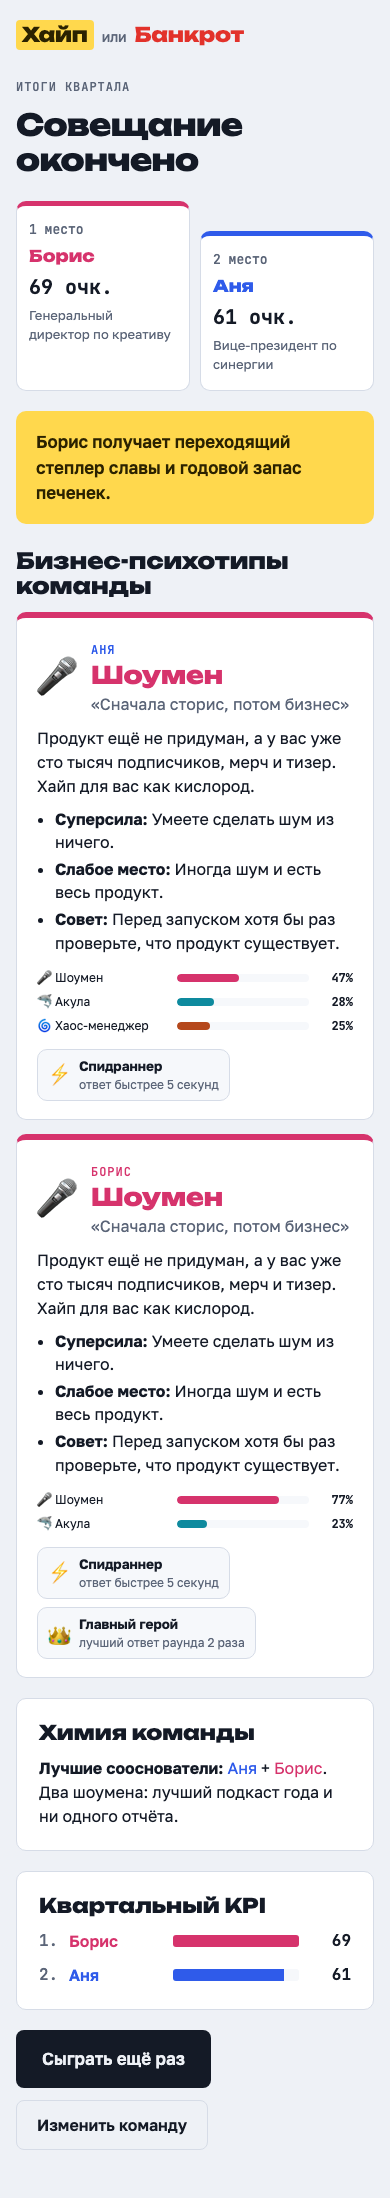 Хайп или Банкрот
ИТОГИ КВАРТАЛА
Совещание
окончено
1 место
Борис
69 очк.
Генеральный
директор по креативу
2 место
Аня
61 очк.
Вице-президент по
синергии
Борис получает переходящий
степлер славы и годовой запас
печенек.
Бизнес-психотипы
команды
АНЯ
Шоумен
«Сначала сторис, потом бизнес»
Продукт ещё не придуман, а у вас уже
сто тысяч подписчиков, мерч и тизер.
Хайп для вас как кислород.
• Суперсила: Умеете сделать шум из
ничего.
• Слабое место: Иногда шум и есть
весь продукт.
• Совет: Перед запуском хотя бы раз
проверьте, что продукт существует.
Шоумен 47%
Акула 28%
Хаос-менеджер 25%
Спидраннер
ответ быстрее 5 секунд
БОРИС
Шоумен
«Сначала сторис, потом бизнес»
Продукт ещё не придуман, а у вас уже
сто тысяч подписчиков, мерч и тизер.
Хайп для вас как кислород.
• Суперсила: Умеете сделать шум из
ничего.
• Слабое место: Иногда шум и есть
весь продукт.
• Совет: Перед запуском хотя бы раз
проверьте, что продукт существует.
Шоумен 77%
Акула 23%
Спидраннер
ответ быстрее 5 секунд
Главный герой
лучший ответ раунда 2 раза
Химия команды
Лучшие сооснователи: Аня + Борис.
Два шоумена: лучший подкаст года и
ни одного отчёта.
Квартальный KPI
1. Борис 69
2. Аня 61
Сыграть ещё раз
Изменить команду